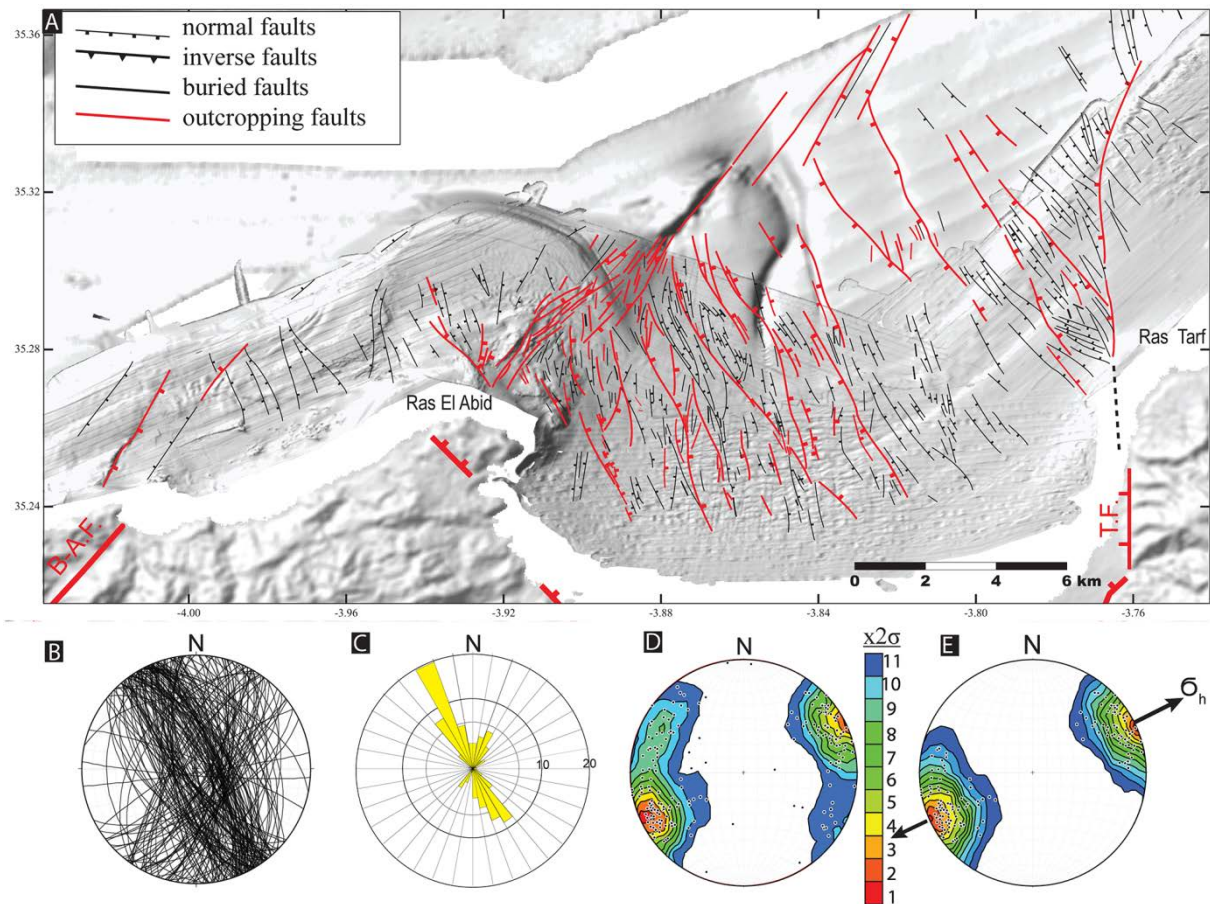 A
35.36
35.32
35.28
35.24
normal faults
inverse faults
buried faults
outcropping faults
Ras Tarf
Ras El Abid
B-A.F.
T.F.
0 2 4 6 km
-4.00 -3.96 -3.92 -3.88 -3.84 -3.80 -3.76
B N
C N
10 20
D N
x2σ
11
10
9
8
7
6
5
4
3
2
1
E N
σh